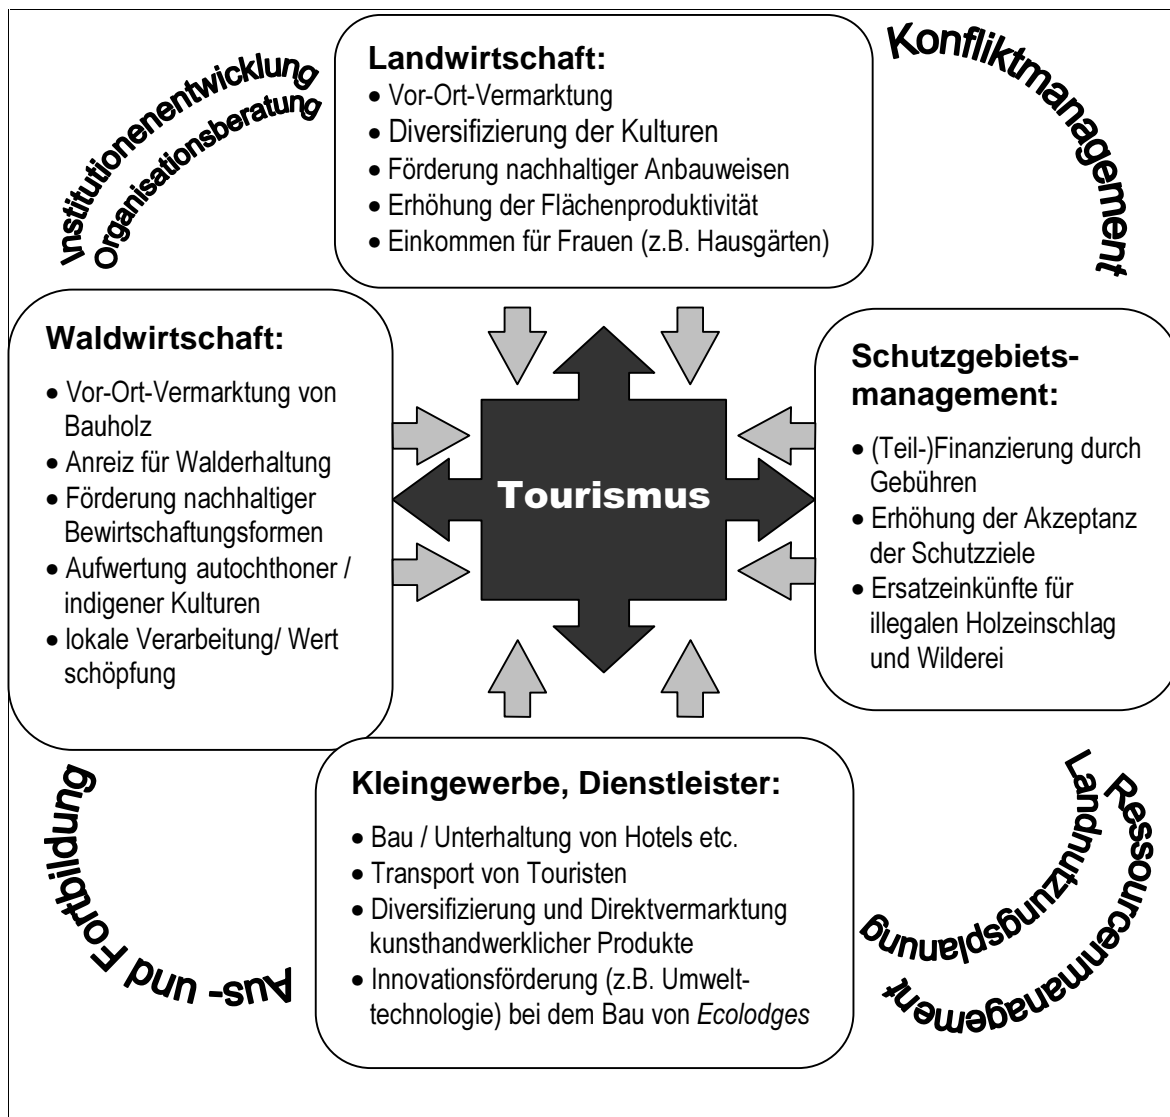 Institutionenentwicklung
Organisationsberatung
Landwirtschaft:
• Vor-Ort-Vermarktung
• Diversifizierung der Kulturen
• Förderung nachhaltiger Anbauweisen
• Erhöhung der Flächenproduktivität
• Einkommen für Frauen (z.B. Hausgärten)
Konfliktmanagement
Waldwirtschaft:
• Vor-Ort-Vermarktung von
Bauholz
• Anreiz für Walderhaltung
• Förderung nachhaltiger
Bewirtschaftungsformen
• Aufwertung autochthoner /
indigener Kulturen
• lokale Verarbeitung/ Wert
schöpfung
Tourismus
Schutzgebiets-
management:
• (Teil-)Finanzierung durch
Gebühren
• Erhöhung der Akzeptanz
der Schutzziele
• Ersatzeinkünfte für
illegalen Holzeinschlag
und Wilderei
Aus- und Fortbildung
Kleingewerbe, Dienstleister:
• Bau / Unterhaltung von Hotels etc.
• Transport von Touristen
• Diversifizierung und Direktvermarktung
kunsthandwerklicher Produkte
• Innovationsförderung (z.B. Umwelt-
technologie) bei dem Bau von Ecolodges
Landnutzungsplanung
Ressourcenmanagement